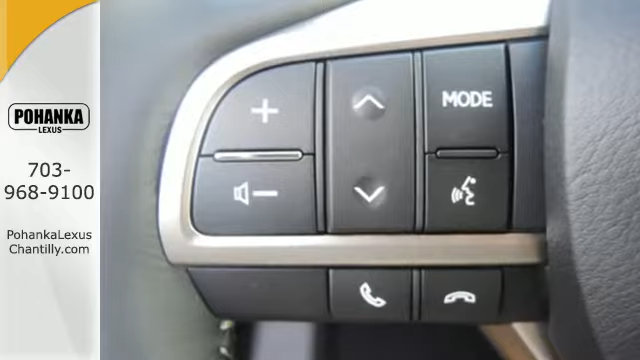 POHANKA
LEXUS
703-
968-9100
PohankaLexus
Chantilly.com
MODE